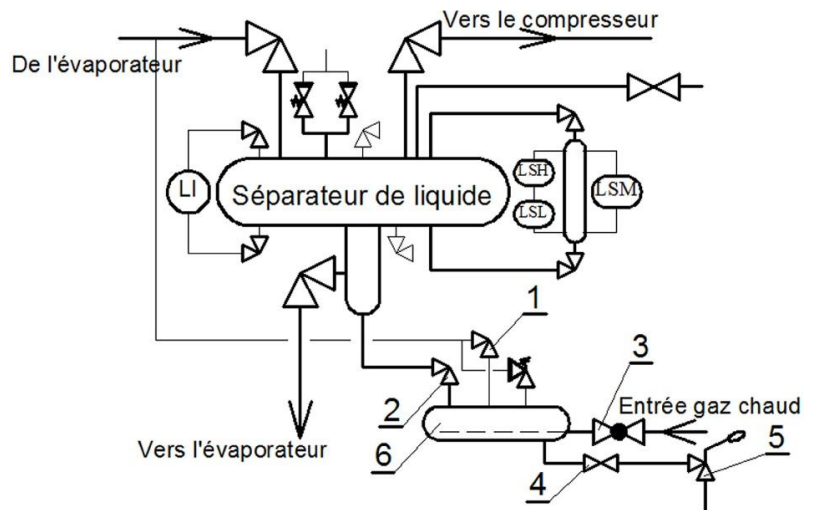 Vers le compresseur
De l'évaporateur
LI
Séparateur de liquide
LSH
LSM
LSL
1
3
Entrée gaz chaud
2
Vers l'évaporateur
6
4
5